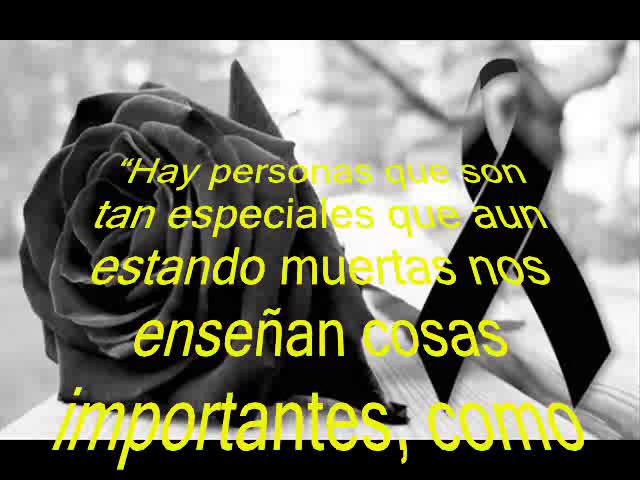 “Hay personas que son
tan especiales que aun
estando muertas nos
enseñan cosas
importantes, como